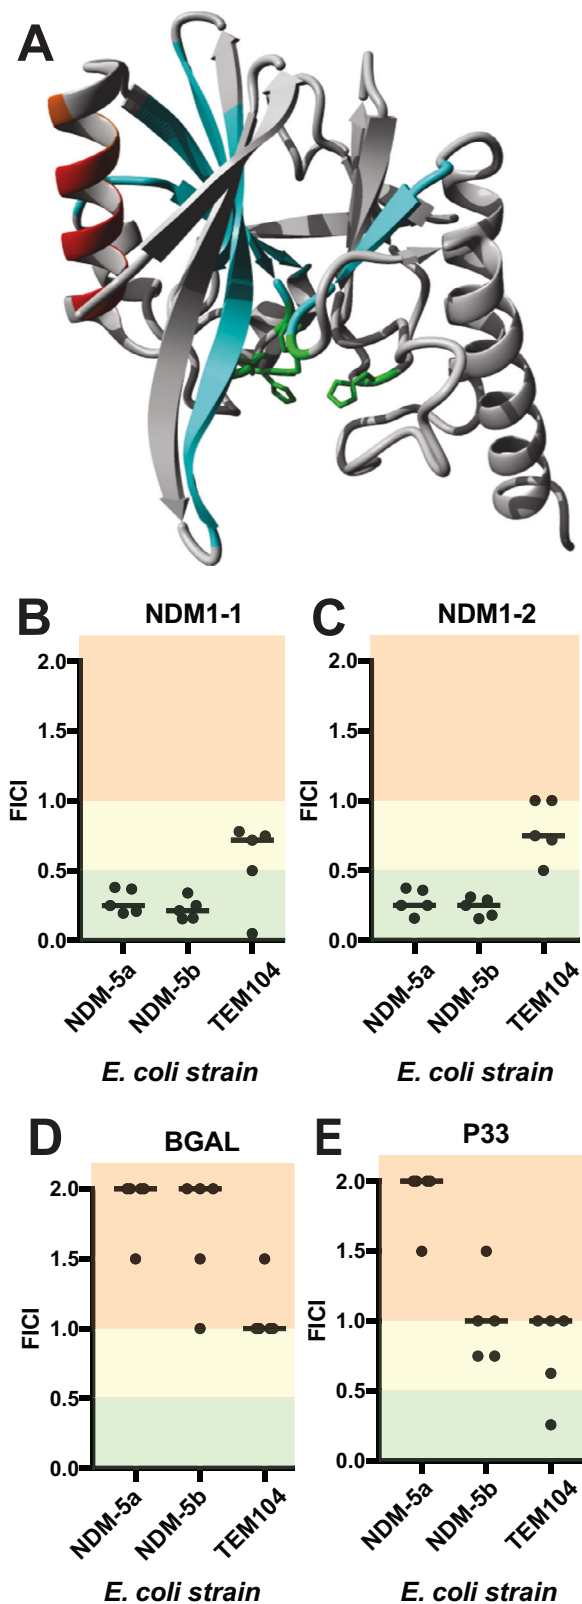 A
B NDM1-1
2.0
1.5
1.0
0.5
0.0
FICI
NDM-5a
NDM-5b
TEM104
E. coli strain
C NDM1-2
2.0
1.5
1.0
0.5
0.0
FICI
NDM-5a
NDM-5b
TEM104
E. coli strain
D BGAL
2.0
1.5
1.0
0.5
0.0
FICI
NDM-5a
NDM-5b
TEM104
E. coli strain
E P33
2.0
1.5
1.0
0.5
0.0
FICI
NDM-5a
NDM-5b
TEM104
E. coli strain